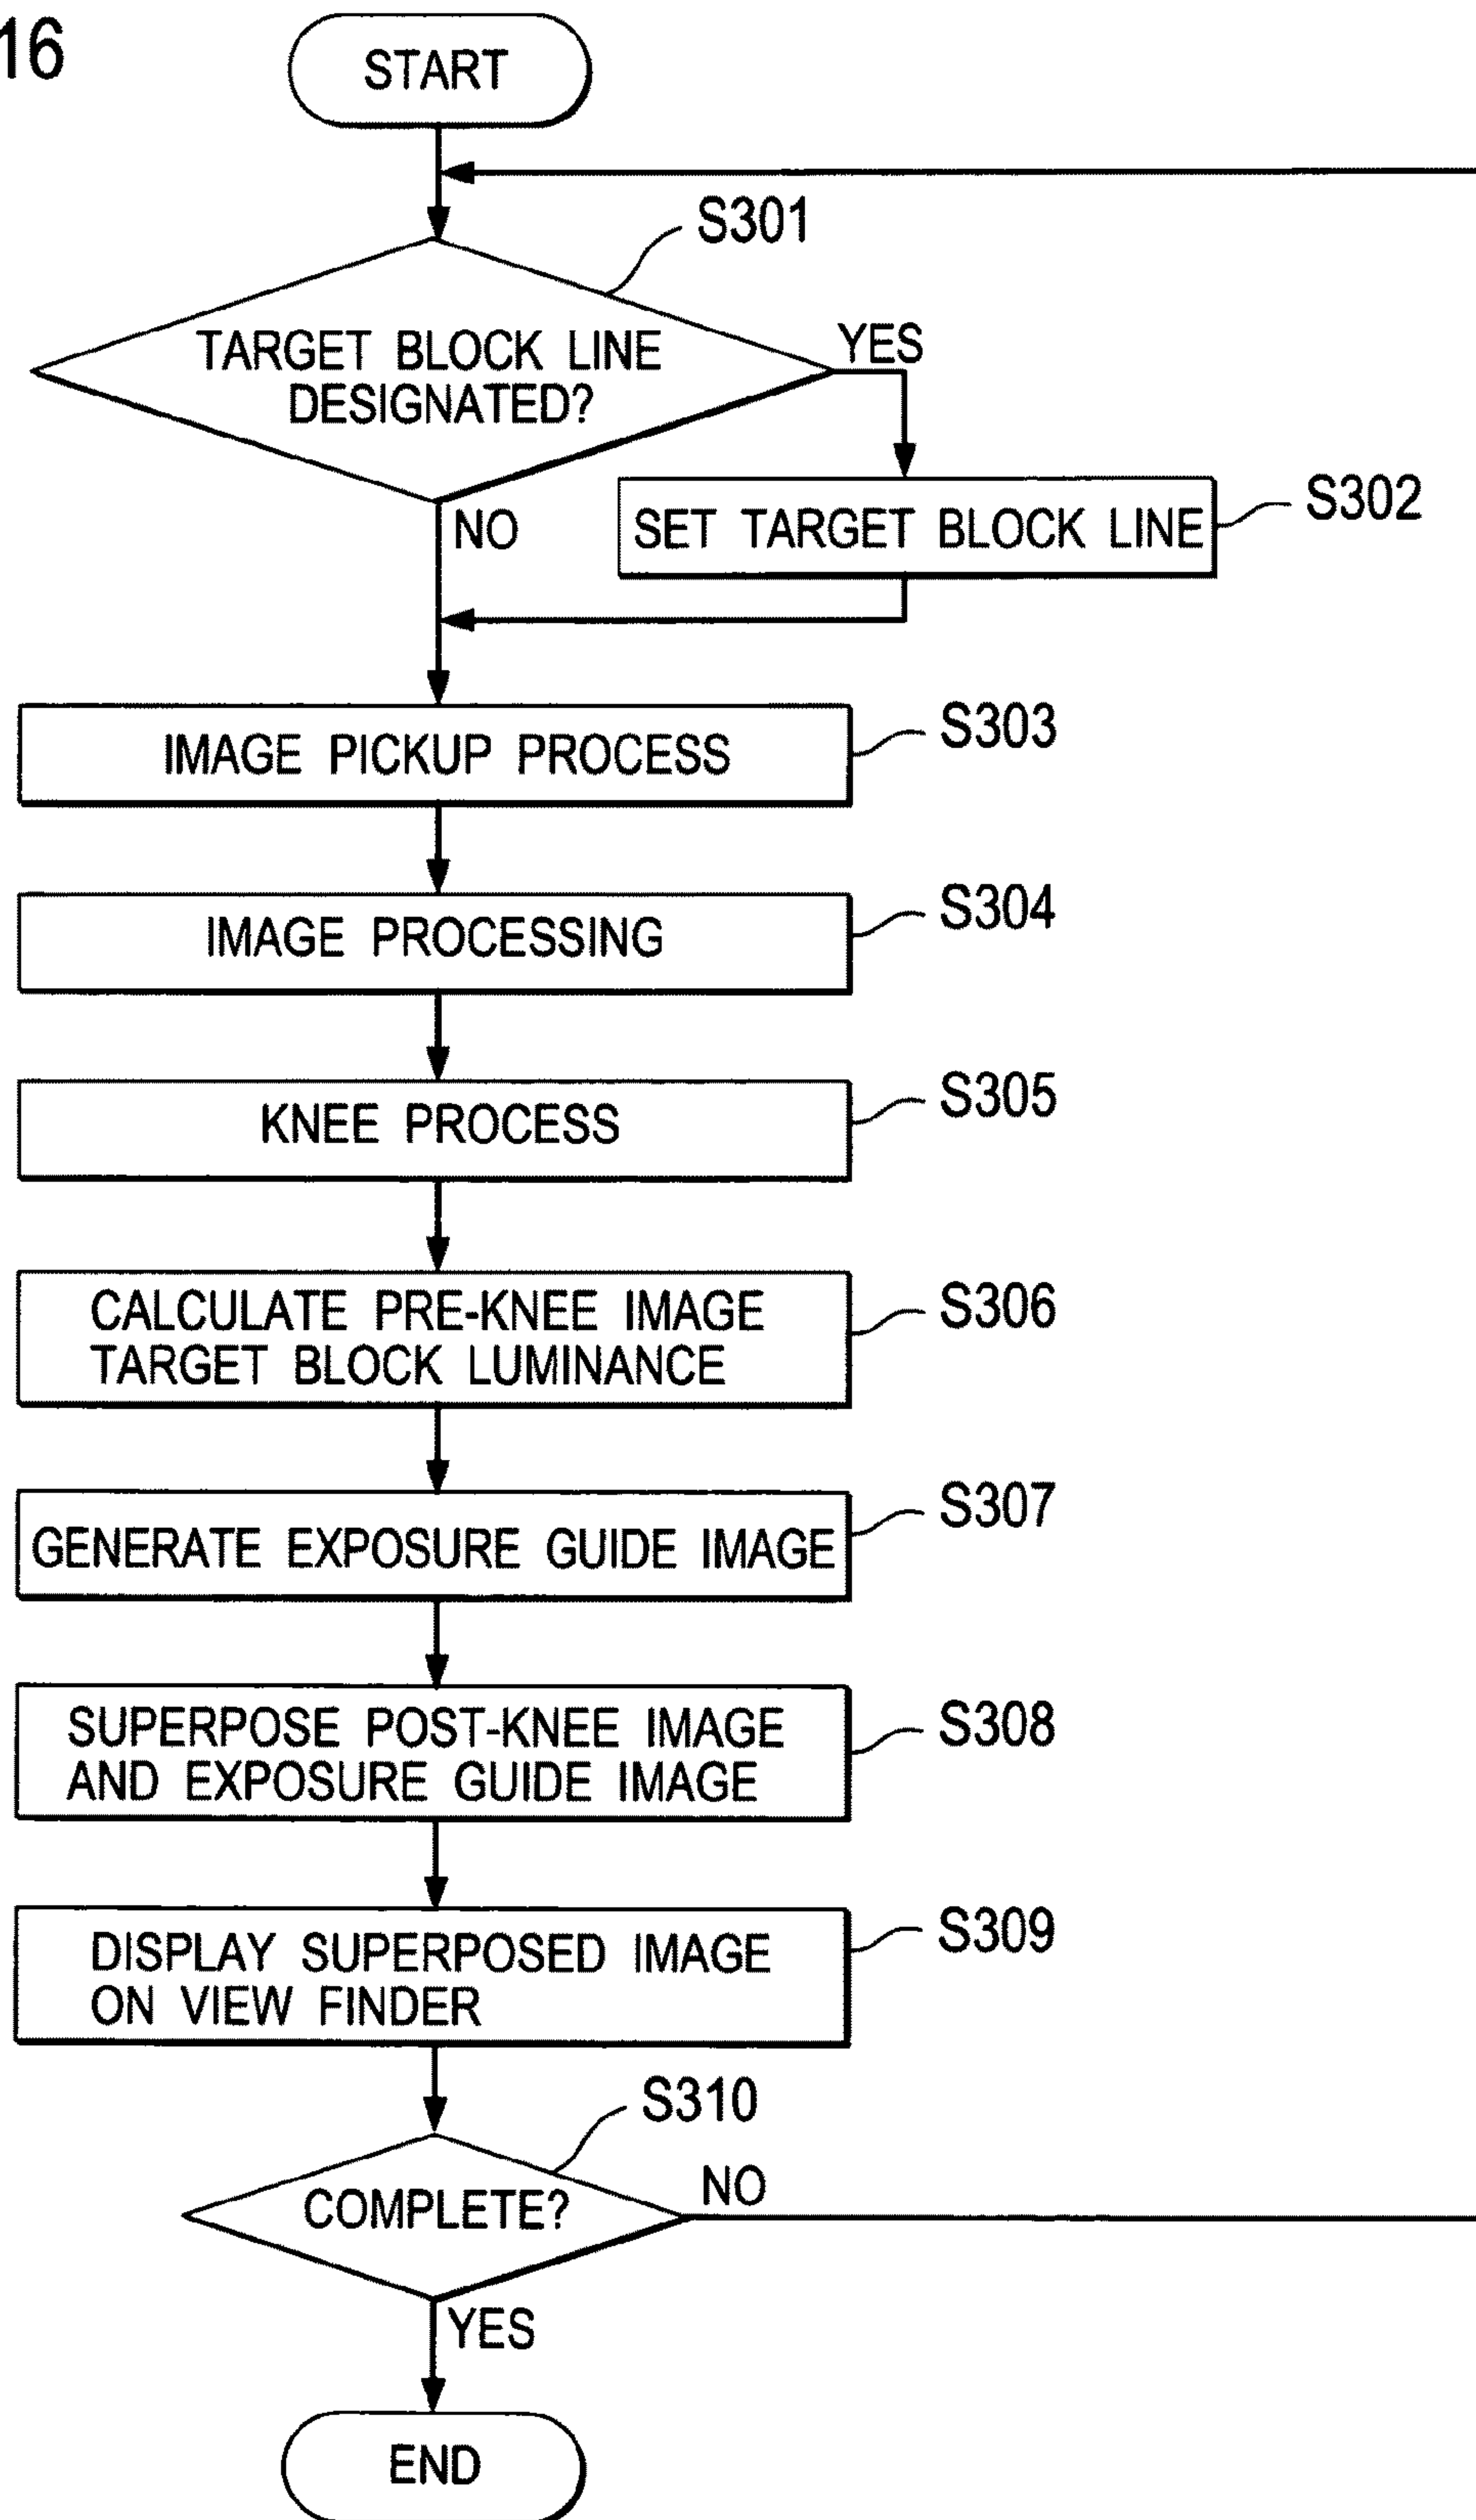 16
START
S301
TARGET BLOCK LINE
DESIGNATED?
YES
NO
SET TARGET BLOCK LINE
S302
IMAGE PICKUP PROCESS
S303
IMAGE PROCESSING
S304
KNEE PROCESS
S305
CALCULATE PRE-KNEE IMAGE
TARGET BLOCK LUMINANCE
S306
GENERATE EXPOSURE GUIDE IMAGE
S307
SUPERPOSE POST-KNEE IMAGE
AND EXPOSURE GUIDE IMAGE
S308
DISPLAY SUPERPOSED IMAGE
ON VIEW FINDER
S309
S310
COMPLETE?
NO
YES
END